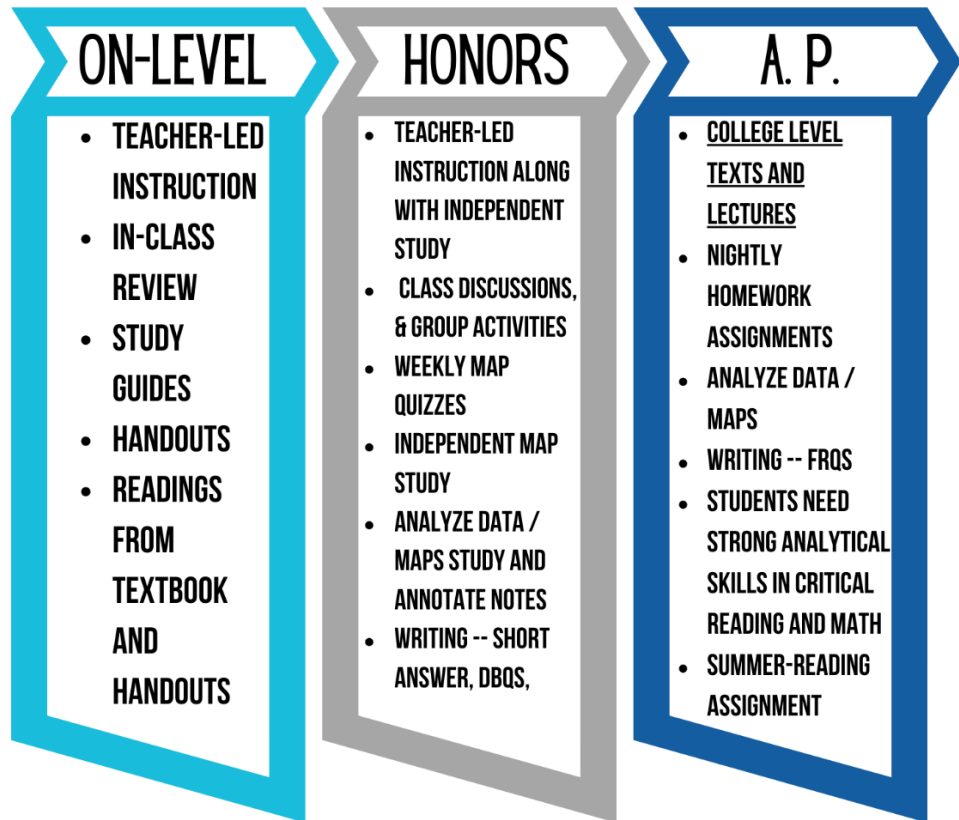 ON-LEVEL
• TEACHER-LED
INSTRUCTION
• IN-CLASS
REVIEW
• STUDY
GUIDES
• HANDOUTS
• READINGS
FROM
TEXTBOOK
AND
HANDOUTS
HONORS
• TEACHER-LED
INSTRUCTION ALONG
WITH INDEPENDENT
STUDY
• CLASS DISCUSSIONS,
& GROUP ACTIVITIES
• WEEKLY MAP
QUIZZES
• INDEPENDENT MAP
STUDY
• ANALYZE DATA /
MAPS STUDY AND
ANNOTATE NOTES
• WRITING -- SHORT
ANSWER, DBQS,
A. P.
• COLLEGE LEVEL
TEXTS AND
LECTURES
• NIGHTLY
HOMEWORK
ASSIGNMENTS
• ANALYZE DATA /
MAPS
• WRITING -- FRQS
• STUDENTS NEED
STRONG ANALYTICAL
SKILLS IN CRITICAL
READING AND MATH
• SUMMER-READING
ASSIGNMENT